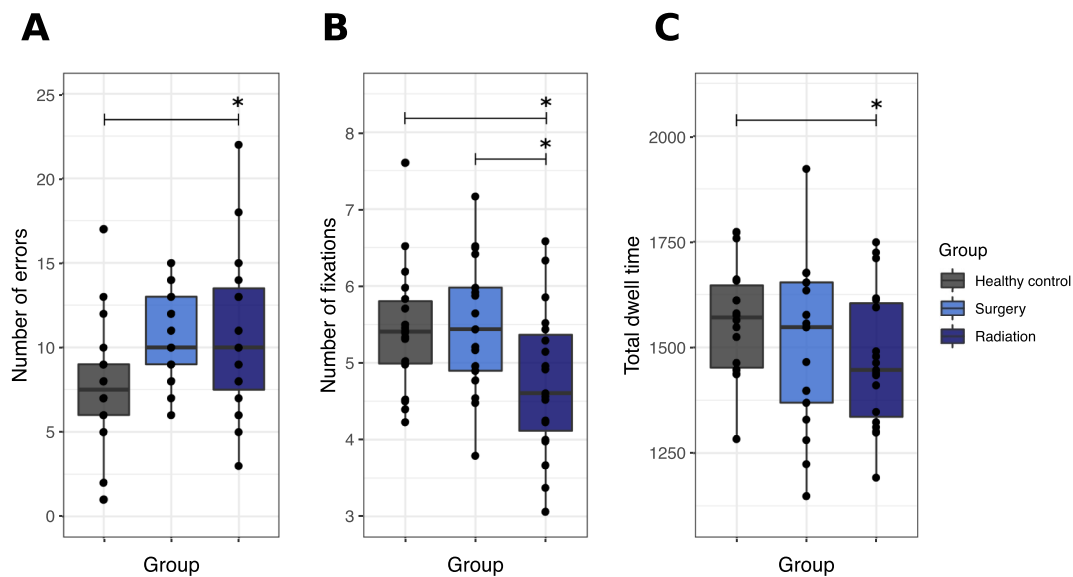 A
B
C
Number of errors
25
20
15
10
5
0
*
Group
Number of fixations
8
7
6
5
4
3
*
*
Group
Total dwell time
2000
1750
1500
1250
*
Group
Group
Healthy control
Surgery
Radiation